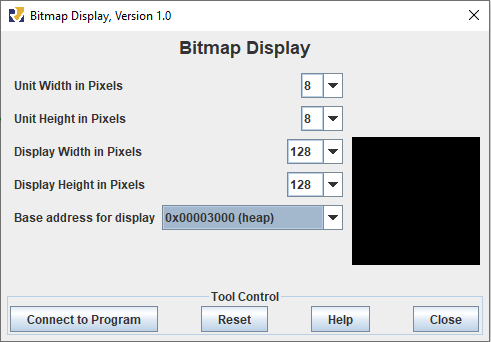 Bitmap Display, Version 1.0
Bitmap Display
Unit Width in Pixels 8
Unit Height in Pixels 8
Display Width in Pixels 128
Display Height in Pixels 128
Base address for display 0x00003000 (heap)
Tool Control
Connect to Program Reset Help Close